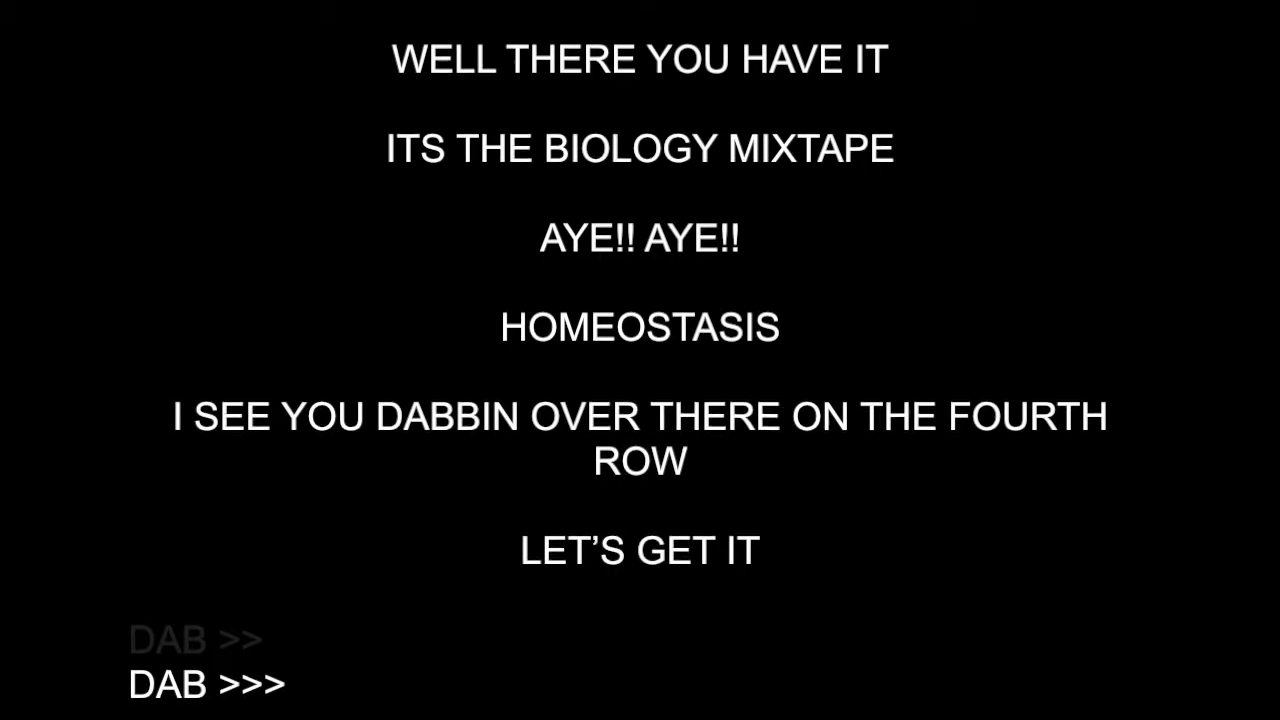 WELL THERE YOU HAVE IT
ITS THE BIOLOGY MIXTAPE
AYE!! AYE!!
HOMEOSTASIS
I SEE YOU DABBIN OVER THERE ON THE FOURTH
ROW
LET’S GET IT
DAB >>
DAB >>>